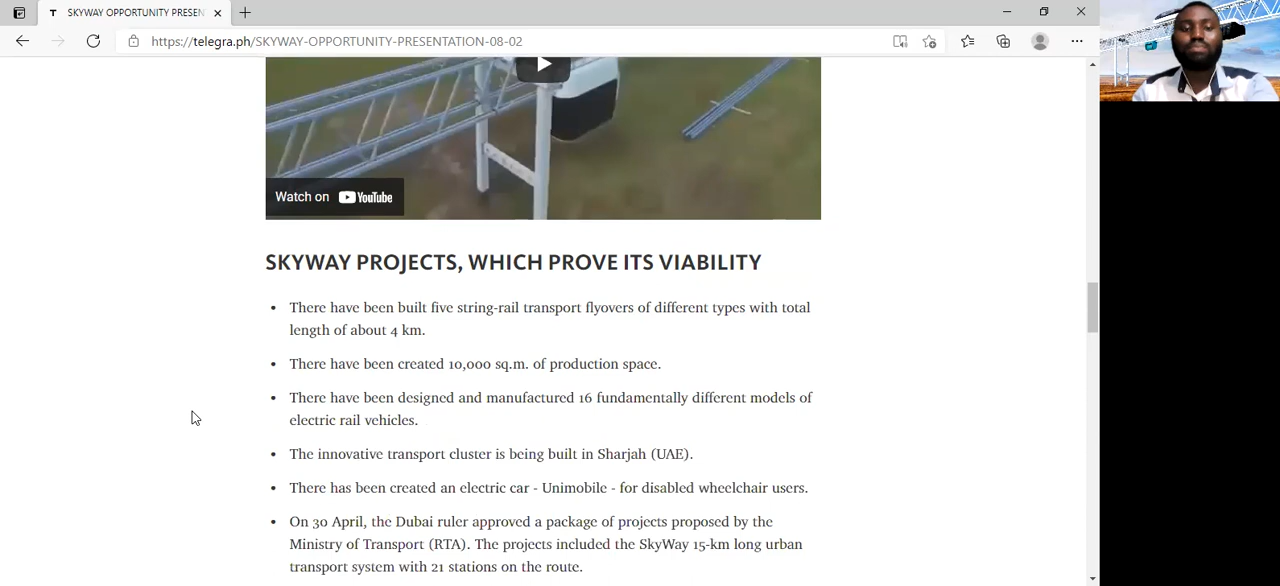 T SKYWAY OPPORTUNITY PRESEN
https://telegra.ph/SKYWAY-OPPORTUNITY-PRESENTATION-08-02
Watch on YouTube
SKYWAY PROJECTS, WHICH PROVE ITS VIABILITY
• There have been built five string-rail transport flyovers of different types with total
length of about 4 km.
• There have been created 10,000 sq.m. of production space.
• There have been designed and manufactured 16 fundamentally different models of
electric rail vehicles.
• The innovative transport cluster is being built in Sharjah (UAE).
• There has been created an electric car - Unimobile - for disabled wheelchair users.
• On 30 April, the Dubai ruler approved a package of projects proposed by the
Ministry of Transport (RTA). The projects included the SkyWay 15-km long urban
transport system with 21 stations on the route.